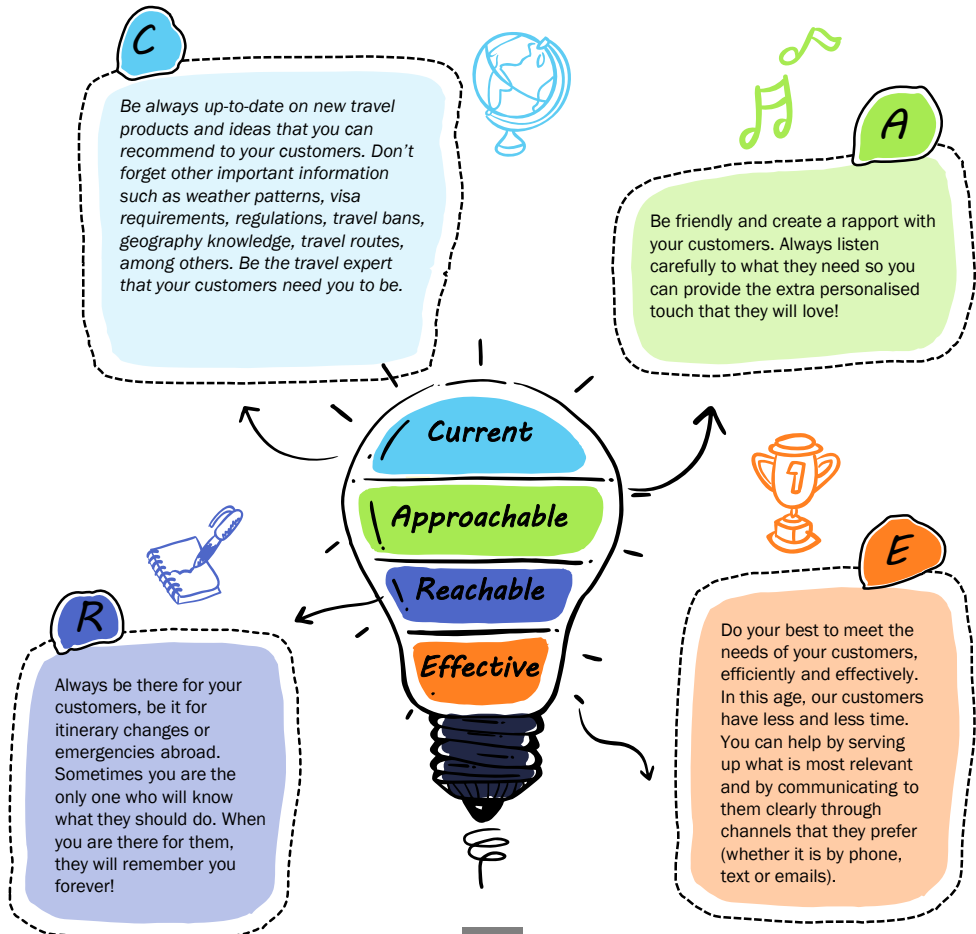 C
Be always up-to-date on new travel
products and ideas that you can
recommend to your customers. Don't
forget other important information
such as weather patterns, visa
requirements, regulations, travel bans,
geography knowledge, travel routes,
among others. Be the travel expert
that your customers need you to be.
A
Be friendly and create a rapport with
your customers. Always listen
carefully to what they need so you
can provide the extra personalised
touch that they will love!
Current
Approachable
Reachable
Effective
1
R
Always be there for your
customers, be it for
itinerary changes or
emergencies abroad.
Sometimes you are the
only one who will know
what they should do. When
you are there for them,
they will remember you
forever!
E
Do your best to meet the
needs of your customers,
efficiently and effectively.
In this age, our customers
have less and less time.
You can help by serving
up what is most relevant
and by communicating to
them clearly through
channels that they prefer
(whether it is by phone,
text or emails).